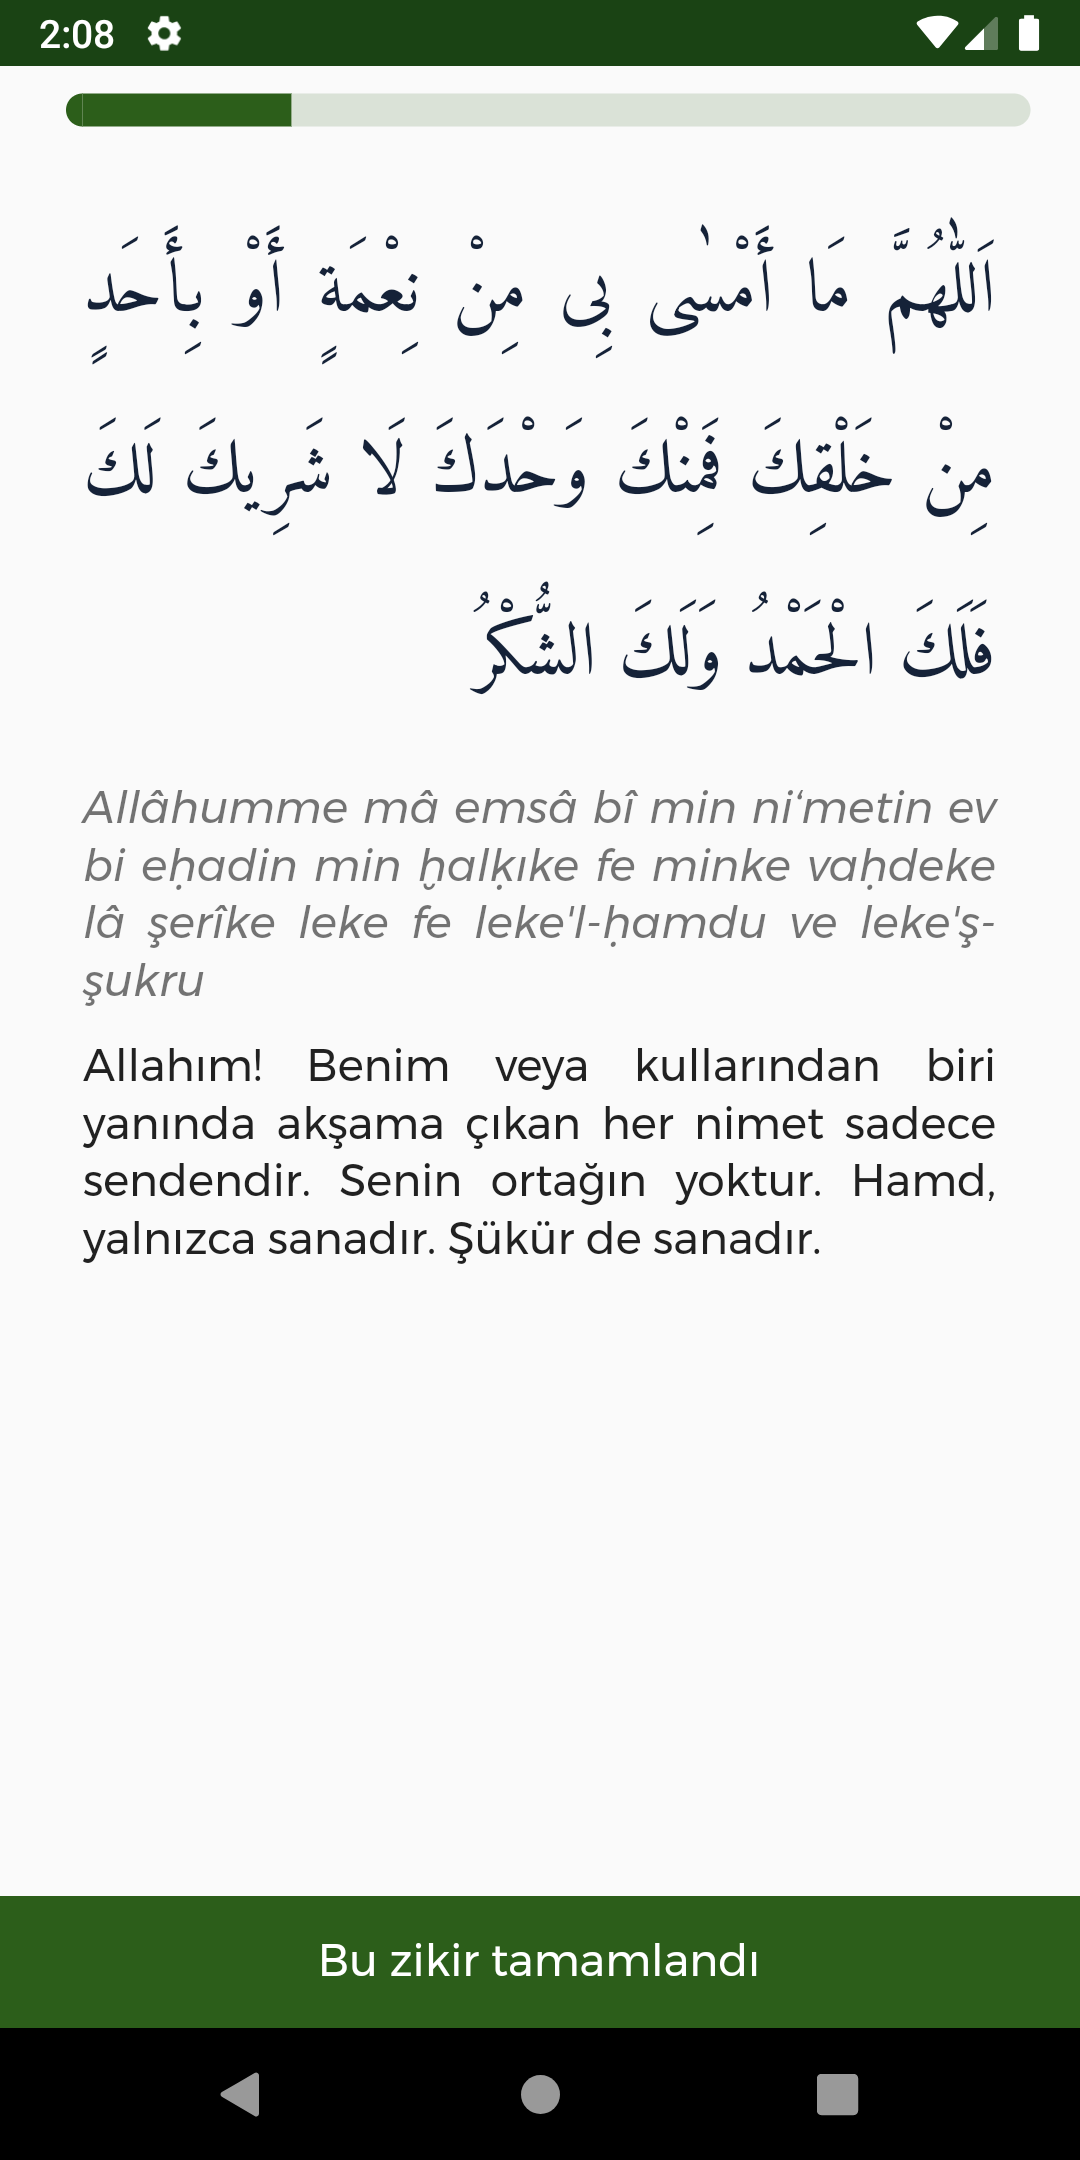 2:08
اَللّٰهُمَّ مَا أَمْسٰى بِى مِنْ نِعْمَةٍ أَوْ بِأَحَدٍ
مِنْ خَلْقِكَ فَمِنْكَ وَحْدَكَ لَا شَرِيكَ لَكَ
فَلَكَ الْحَمْدُ وَلَكَ الشُّكْرُ
Allâhumme mâ emsâ bî min ni‘metin ev
bi eḥadin min ḫalḳıke fe minke vaḥdeke
lâ şerîke leke fe leke'l-ḥamdu ve leke'ş-
şukru
Allahım! Benim veya kullarından biri
yanında akşama çıkan her nimet sadece
sendendir. Senin ortağın yoktur. Hamd,
yalnızca sanadır. Şükür de sanadır.
Bu zikir tamamlandı